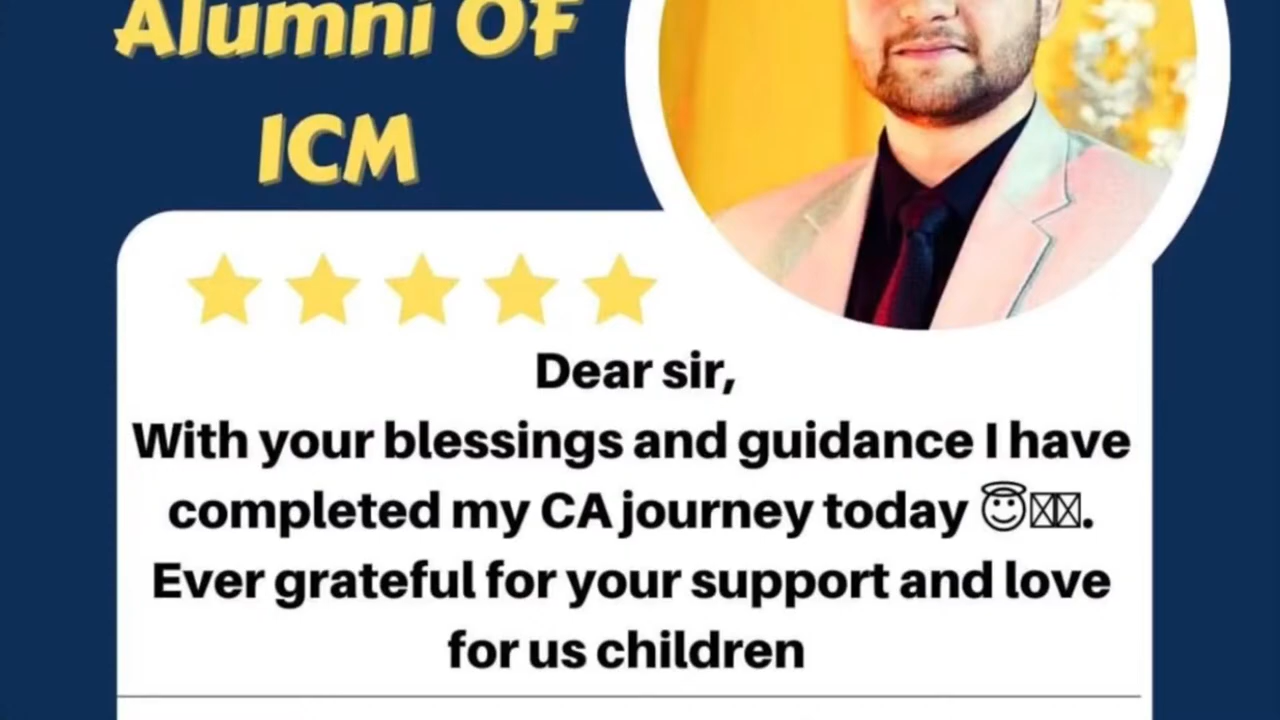 Alumni OF
ICM
Dear sir,
With your blessings and guidance I have
completed my CA journey today 😇.
Ever grateful for your support and love
for us children